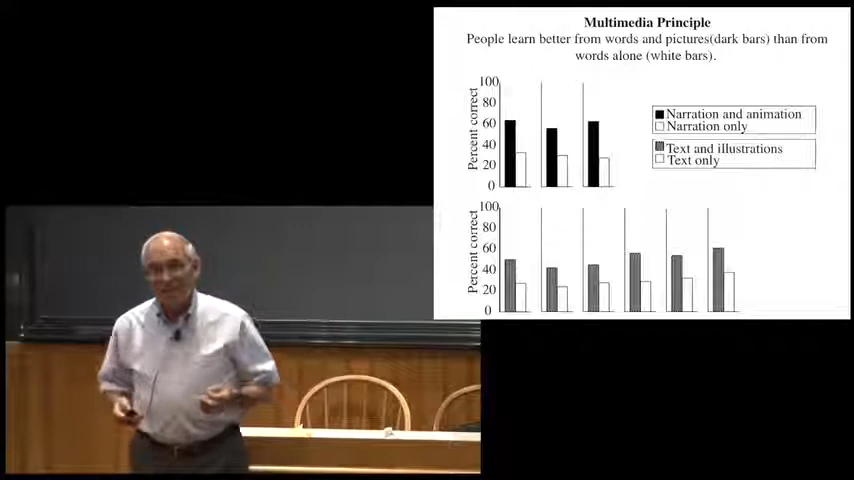 Multimedia Principle
People learn better from words and pictures(dark bars) than from
words alone (white bars).
100
80
60
40
20
0
Percent correct
Narration and animation
Narration only
Text and illustrations
Text only
100
80
60
40
20
0
Percent correct